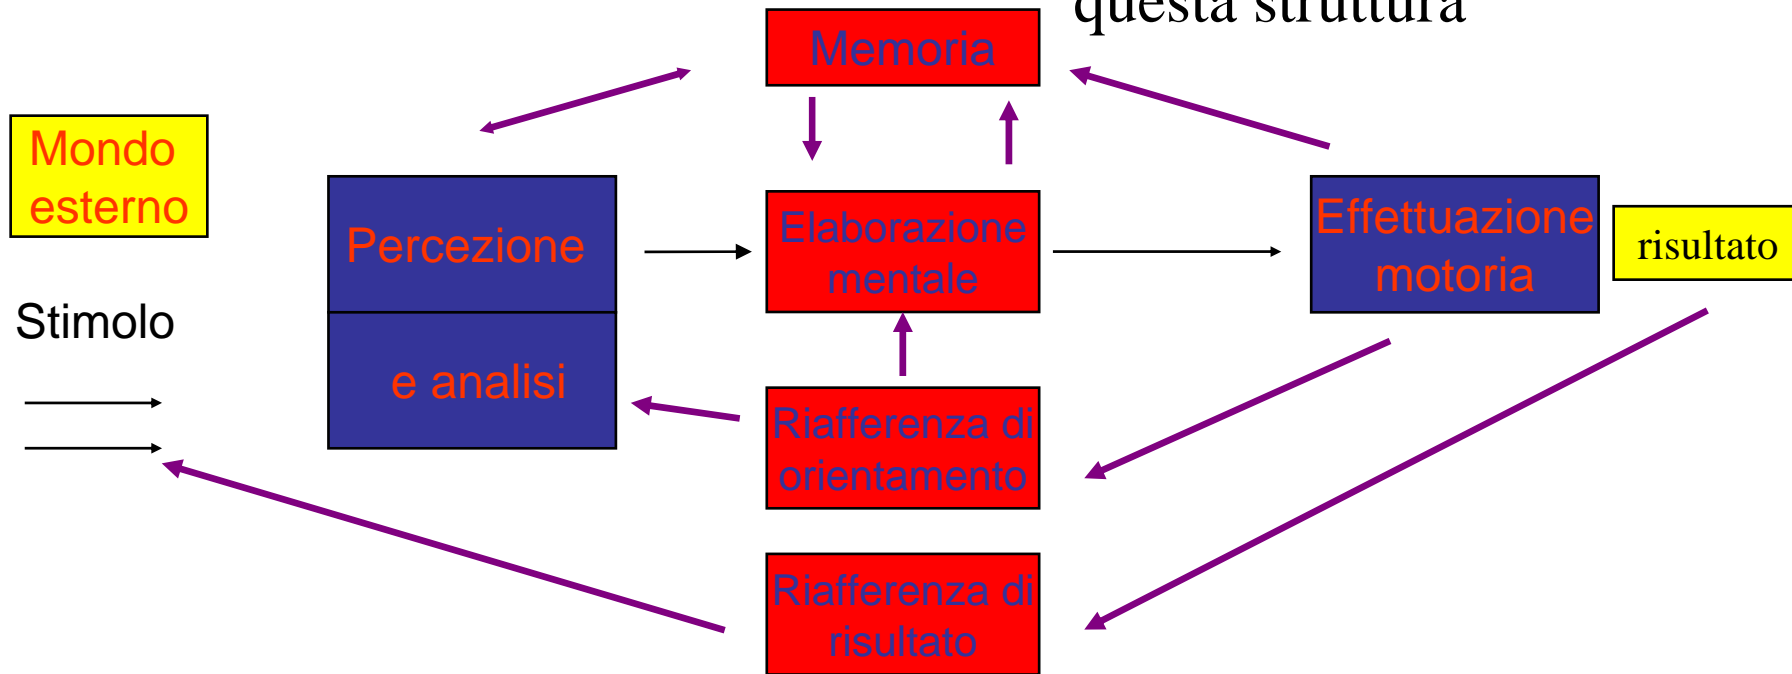 questa struttura
Memoria
Mondo
esterno
Stimolo
Percezione
e analisi
Elaborazione
mentale
Effettuazione
motoria
risultato
Riafferenza di
orientamento
Riafferenza di
risultato